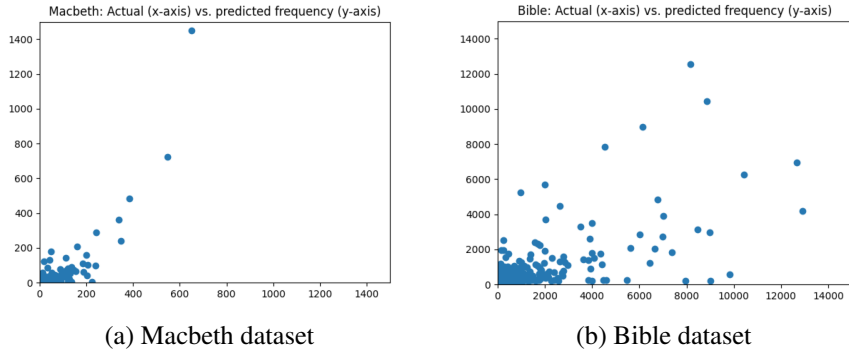 Macbeth: Actual (x-axis) vs. predicted frequency (y-axis)
1400
1200
1000
800
600
400
200
0
0 200 400 600 800 1000 1200 1400
(a) Macbeth dataset
Bible: Actual (x-axis) vs. predicted frequency (y-axis)
14000
12000
10000
8000
6000
4000
2000
0
0 2000 4000 6000 8000 10000 12000 14000
(b) Bible dataset